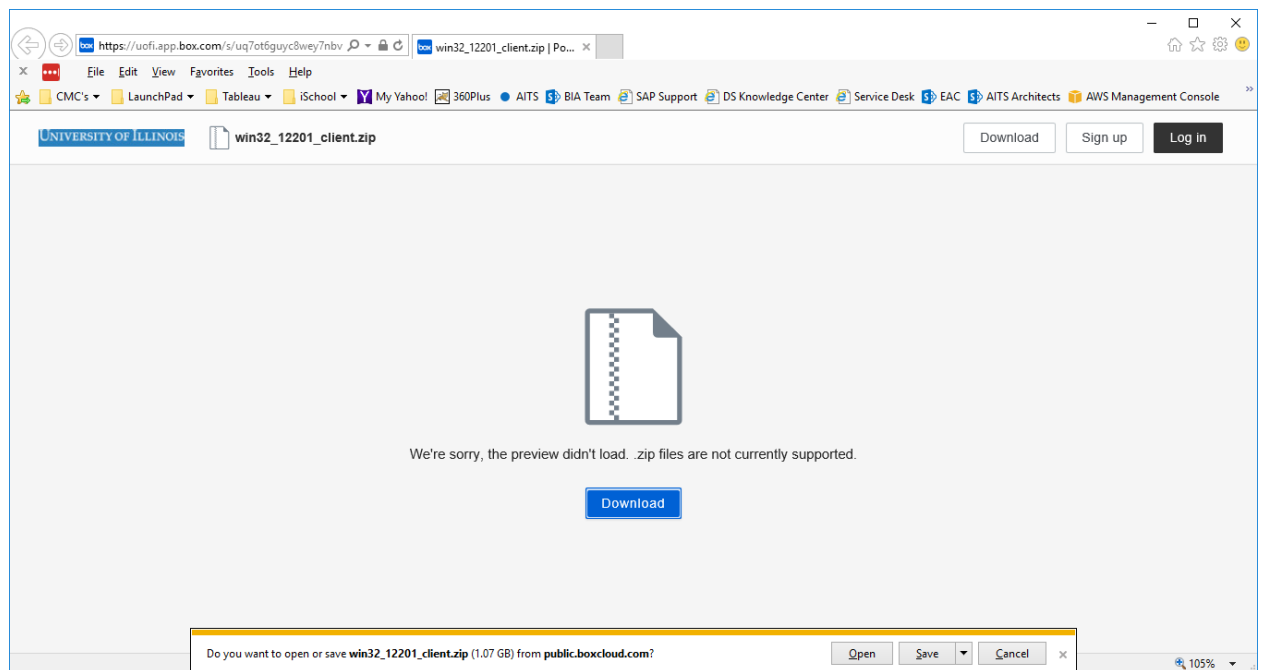 https://uofi.app.box.com/s/uq7ot6guyc8wey7nbv
box win32_12201_client.zip | Po...
File Edit View Favorites Tools Help
CMC's LaunchPad Tableau iSchool My Yahoo! 360Plus AITS BIA Team SAP Support DS Knowledge Center Service Desk EAC AITS Architects AWS Management Console
UNIVERSITY OF ILLINOIS win32_12201_client.zip Download Sign up Log in
We're sorry, the preview didn't load. .zip files are not currently supported.
Download
Do you want to open or save win32_12201_client.zip (1.07 GB) from public.boxcloud.com? Open Save Cancel
105%